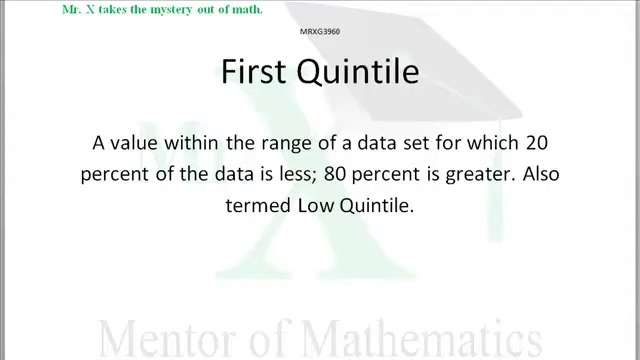 Mr. X takes the mystery out of math.
MRXG3960
First Quintile
A value within the range of a data set for which 20
percent of the data is less; 80 percent is greater. Also
termed Low Quintile.
Mr.
X
Mentor of Mathematics